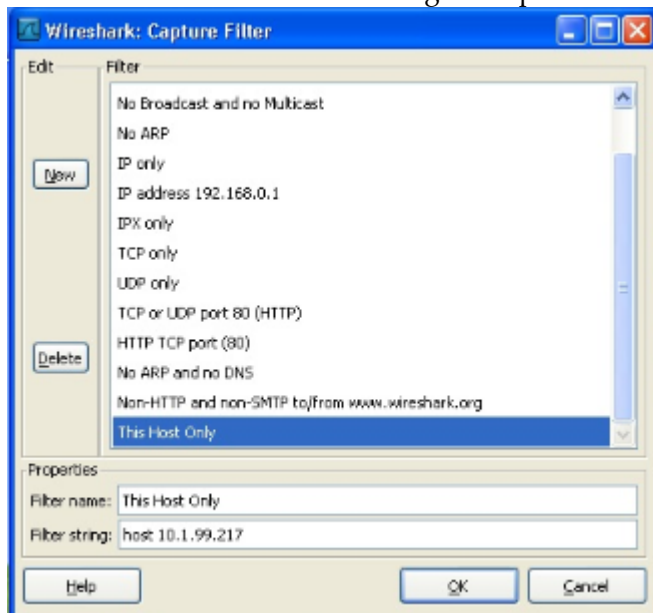 Wireshark: Capture Filter
Edit
Filter
No Broadcast and no Multicast
No ARP
IP only
New
IP address 192.168.0.1
IPX only
TCP only
UDP only
TCP or UDP port 80 (HTTP)
HTTP TCP port (80)
Delete
No ARP and no DNS
Non-HTTP and non-SMTP to/from www.wireshark.org
This Host Only
Properties
Filter name: This Host Only
Filter string: host 10.1.99.217
Help
OK
Cancel